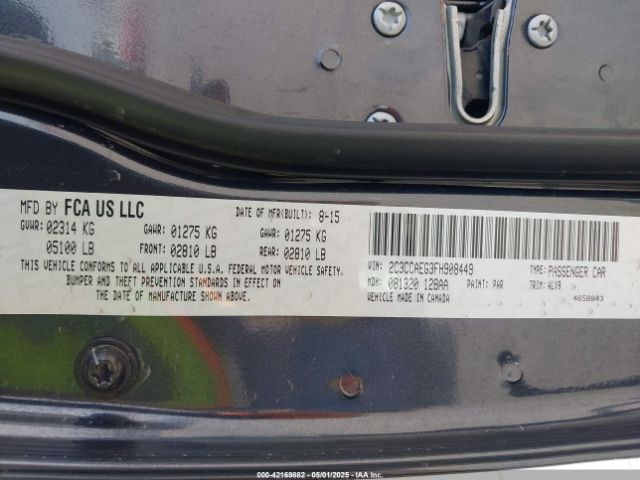 MFD BY FCA US LLC DATE OF MFR(BUILT): 8-15
GVWR: 02314 KG GAWR: 01275 KG GAWR: 01275 KG
05100 LB FRONT: 02810 LB REAR: 02810 LB
THIS VEHICLE CONFORMS TO ALL APPLICABLE U.S.A. FEDERAL MOTOR VEHICLE SAFETY,
BUMPER AND THEFT PREVENTION STANDARDS IN EFFECT ON THE DATE OF
MANUFACTURE SHOWN ABOVE.
VIN: 2C3CCAEG3FH908449 TYPE: PASSENGER CAR
MDH: 081320 128AA PAINT: PAR TRIM: ALX9
VEHICLE MADE IN CANADA 4658843
000-42169882 - 05/01/2025 - IAAI.COM